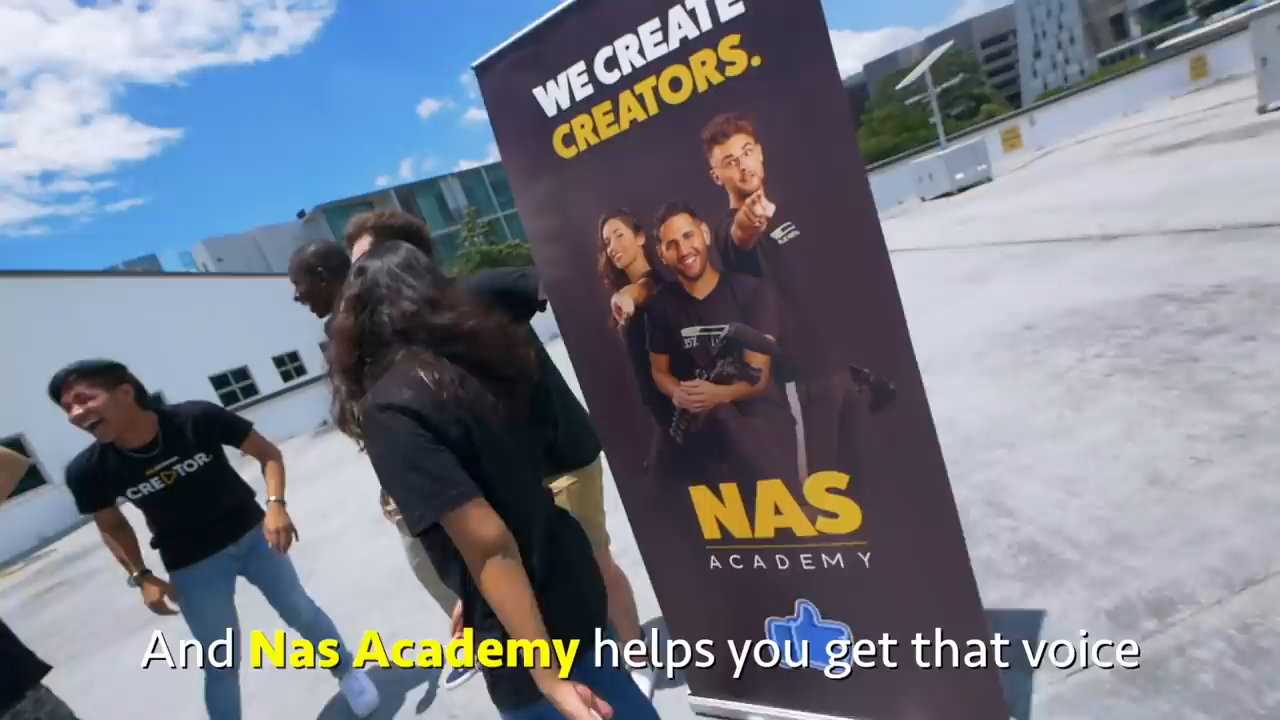 WE CREATE
CREATORS.
CREATOR.
NAS
ACADEMY
And Nas Academy helps you get that voice